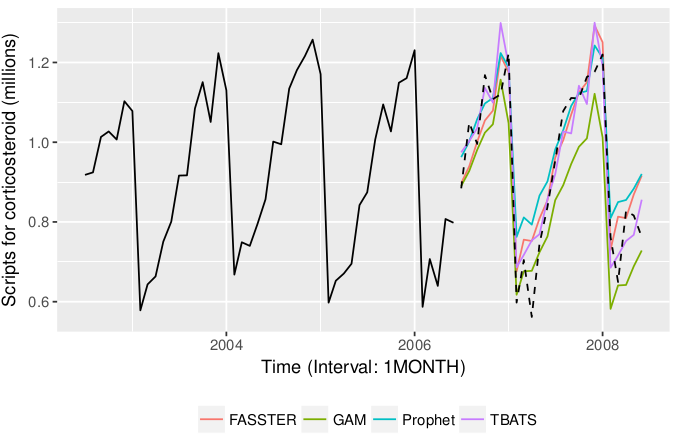 Scripts for corticosteroid (millions)
1.2
1.0
0.8
0.6
2004
2006
2008
Time (Interval: 1MONTH)
FASSTER GAM Prophet TBATS